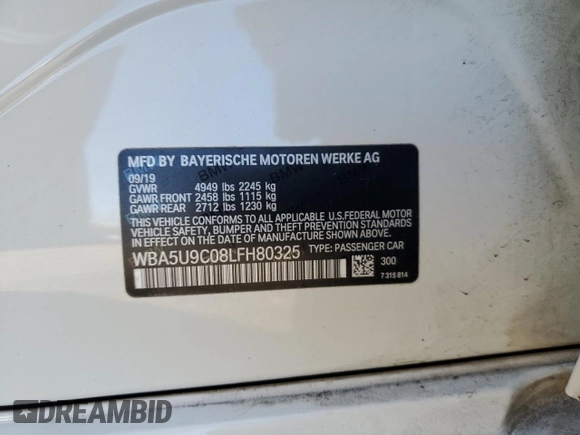 MFD BY BAYERISCHE MOTOREN WERKE AG
09/19
GVWR 4949 lbs 2245 kg
GAWR FRONT 2458 lbs 1115 kg
GAWR REAR 2712 lbs 1230 kg
THIS VEHICLE CONFORMS TO ALL APPLICABLE U.S.FEDERAL MOTOR
VEHICLE SAFETY, BUMPER AND THEFT PREVENTION STANDARDS
IN EFFECT ON THE DATE OF MANUFACTURE SHOWN ABOVE.
WBA5U9C08LFH80325 TYPE: PASSENGER CAR
300
7 315 814
DREAMBID